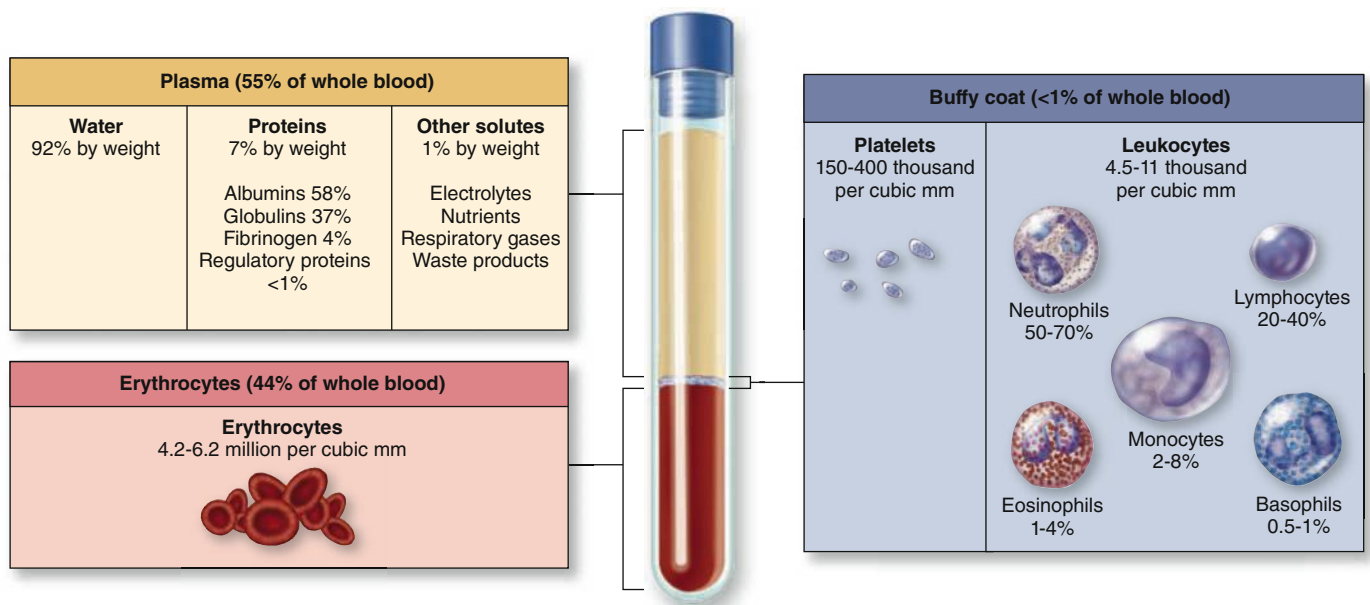 Plasma (55% of whole blood)
Water
92% by weight
Proteins
7% by weight
Albumins 58%
Globulins 37%
Fibrinogen 4%
Regulatory proteins
<1%
Other solutes
1% by weight
Electrolytes
Nutrients
Respiratory gases
Waste products
Erythrocytes (44% of whole blood)
Erythrocytes
4.2-6.2 million per cubic mm
Buffy coat (<1% of whole blood)
Platelets
150-400 thousand
per cubic mm
Leukocytes
4.5-11 thousand
per cubic mm
Neutrophils
50-70%
Lymphocytes
20-40%
Monocytes
2-8%
Eosinophils
1-4%
Basophils
0.5-1%